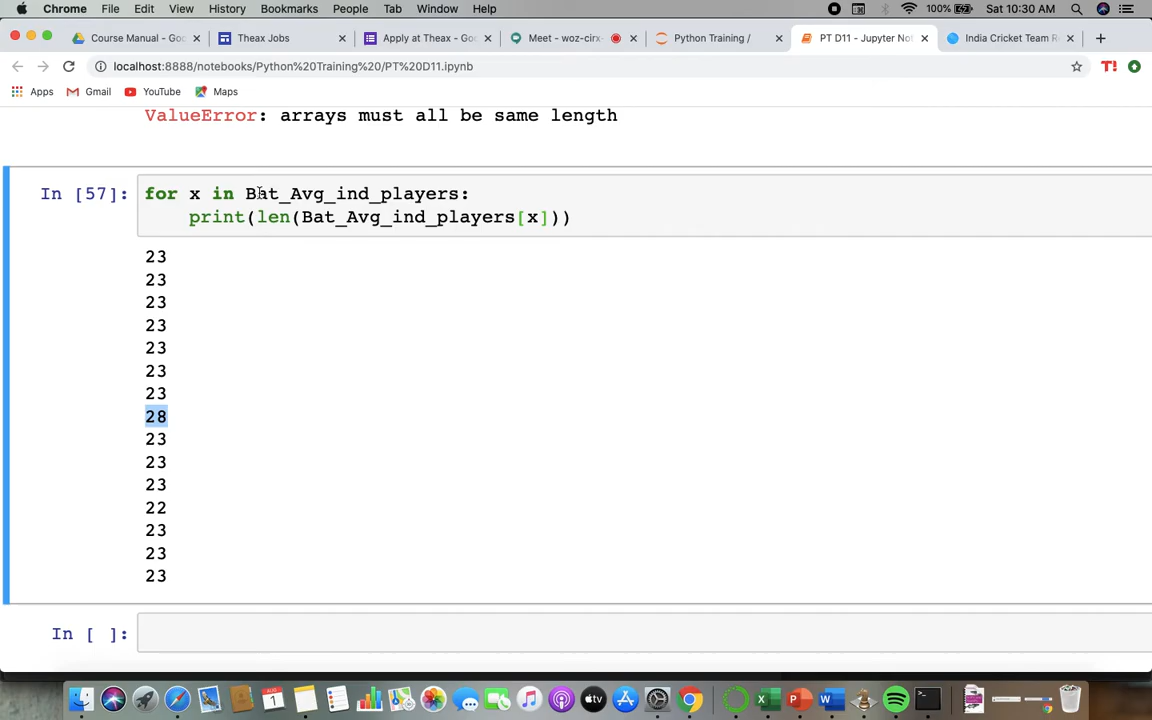 Chrome File Edit View History Bookmarks People Tab Window Help 100% Sat 10:30 AM
Course Manual - Goo Theax Jobs Apply at Theax - Goo Meet - woz-cirx- Python Training / PT D11 - Jupyter Not India Cricket Team R
localhost:8888/notebooks/Python%20Training%20/PT%20D11.ipynb T!
Apps Gmail YouTube Maps
ValueError: arrays must all be same length
In [57]: for x in Bat_Avg_ind_players:
print(len(Bat_Avg_ind_players[x]))
23
23
23
23
23
23
23
28
23
23
23
22
23
23
23
In [ ]: